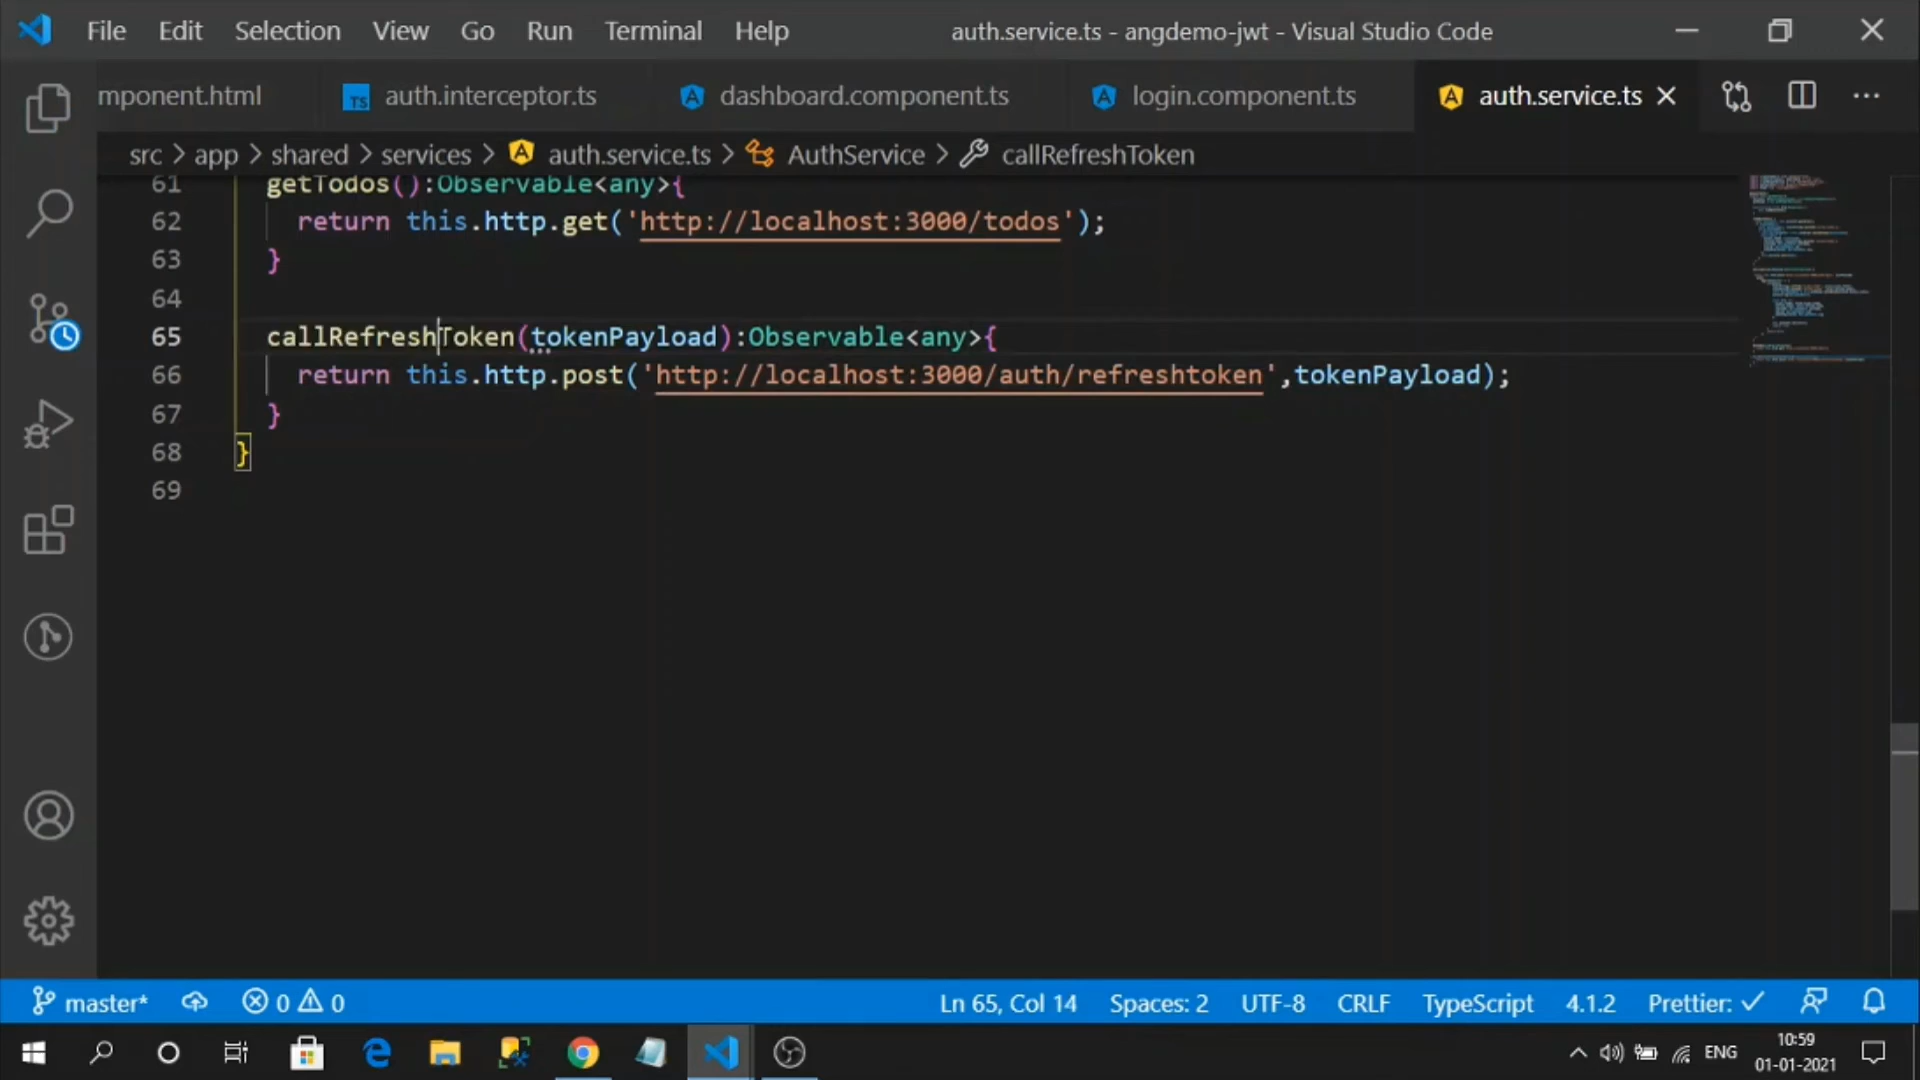 File Edit Selection View Go Run Terminal Help auth.service.ts - angdemo-jwt - Visual Studio Code
mponent.html TS auth.interceptor.ts dashboard.component.ts login.component.ts auth.service.ts
src > app > shared > services > auth.service.ts > AuthService > callRefreshToken
61 getTodos():Observable<any>{
62 return this.http.get('http://localhost:3000/todos');
63 }
64
65 callRefreshToken(tokenPayload):Observable<any>{
66 return this.http.post('http://localhost:3000/auth/refreshtoken',tokenPayload);
67 }
68 }
69
master* 0 0 Ln 65, Col 14 Spaces: 2 UTF-8 CRLF TypeScript 4.1.2 Prettier: ✓
ENG 10:59
01-01-2021